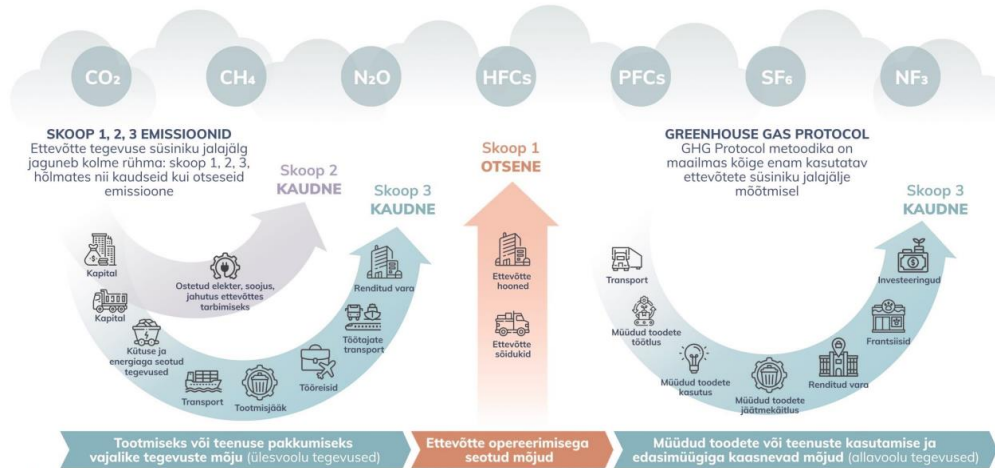 CO₂
CH₄
N₂O
HFCs
PFCs
SF₆
NF₃
SKOOP 1, 2, 3 EMISSIOONID
Ettevõtte tegevuse süsiniku jalajälg
jaguneb kolme rühma: skoop 1, 2, 3,
hõlmates nii kaudseid kui otseseid
emissioone
Skoop 2
KAUDNE
Skoop 3
KAUDNE
Kapital
Kapital
Kütuse ja
energiaga seotud
tegevused
Transport
Tootmisjääk
Tööreisid
Töötajate
transport
Renditud vara
Ostetud elekter, soojus,
jahutus ettevõttes
tarbimiseks
Skoop 1
OTSENE
Ettevõtte
hooned
Ettevõtte
sõidukid
GREENHOUSE GAS PROTOCOL
GHG Protocol metoodika on
maailmas kõige enam kasutatav
ettevõtete süsiniku jalajälje
mõõtmisel
Skoop 3
KAUDNE
Transport
Müüdud toodete
töötlus
Müüdud toodete
kasutus
Müüdud toodete
jäätmekäitlus
Renditud vara
Frantsiisid
Investeeringud
Tootmiseks või teenuse pakkumiseks
vajalike tegevuste mõju (ülesvoolu tegevused)
Ettevõtte opereerimisega
seotud mõjud
Müüdud toodete või teenuste kasutamise ja
edasimüügiga kaasnevad mõjud (allavoolu tegevused)